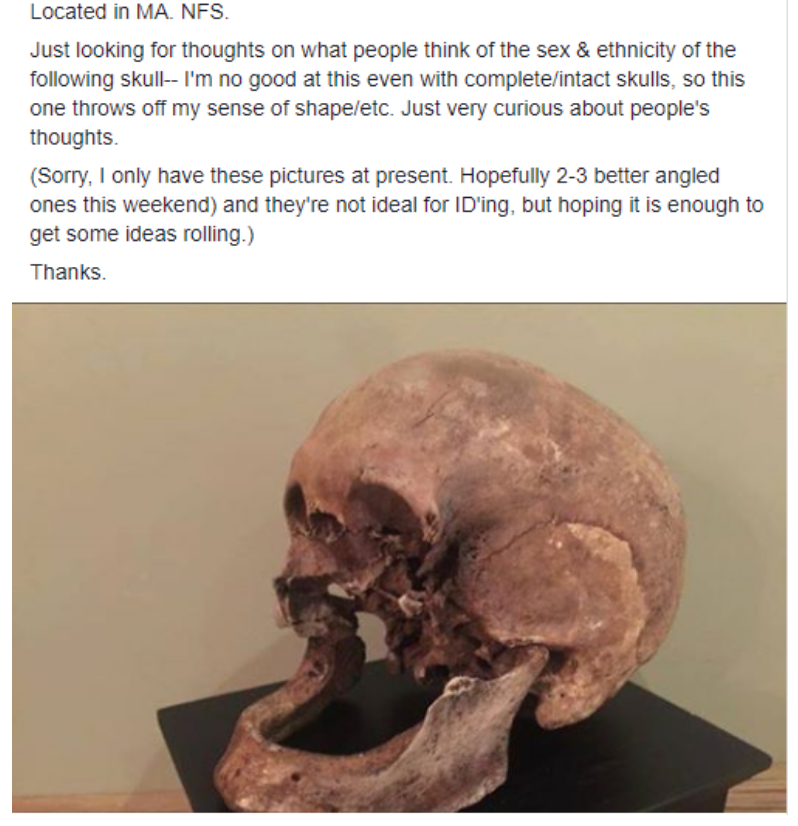 Located in MA. NFS.
Just looking for thoughts on what people think of the sex & ethnicity of the
following skull-- I'm no good at this even with complete/intact skulls, so this
one throws off my sense of shape/etc. Just very curious about people's
thoughts.
(Sorry, I only have these pictures at present. Hopefully 2-3 better angled
ones this weekend) and they're not ideal for ID'ing, but hoping it is enough to
get some ideas rolling.)
Thanks.